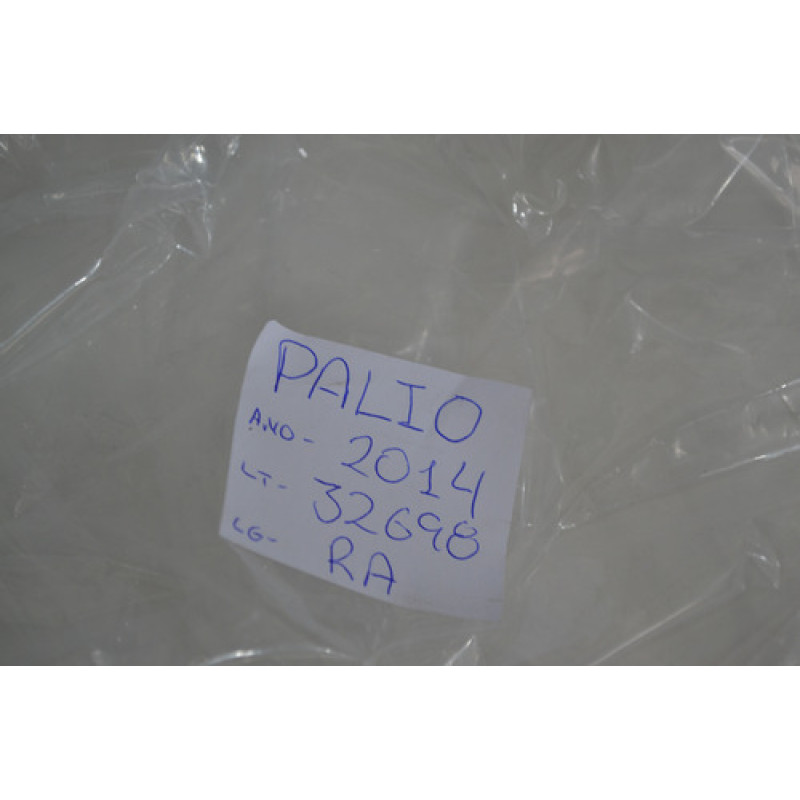 PALIO
ANO - 2014
LT - 32698
LG - RA